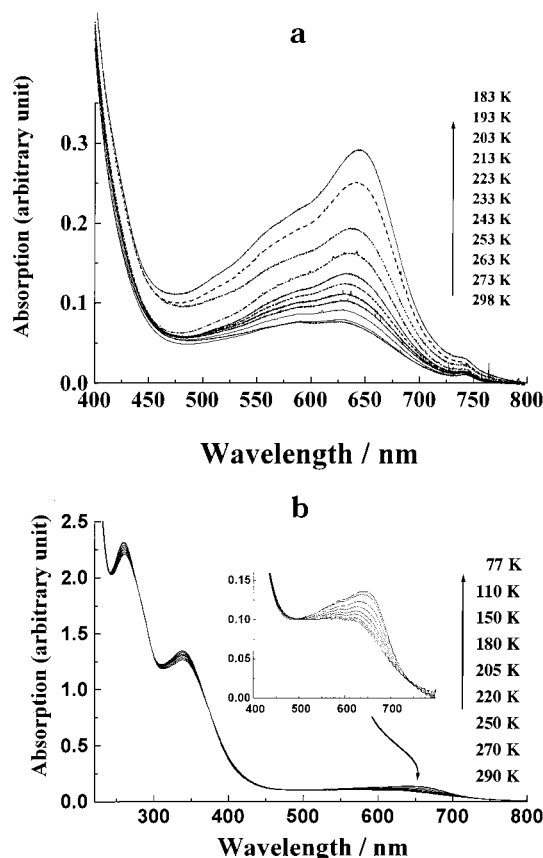 a
Absorption (arbitrary unit)
0.3
0.2
0.1
0.0
400 450 500 550 600 650 700 750 800
Wavelength / nm
183 K
193 K
203 K
213 K
223 K
233 K
243 K
253 K
263 K
273 K
298 K
b
Absorption (arbitrary unit)
2.5
2.0
1.5
1.0
0.5
0.0
300 400 500 600 700 800
Wavelength / nm
0.15
0.10
0.05
0.00
400 500 600 700
77 K
110 K
150 K
180 K
205 K
220 K
250 K
270 K
290 K